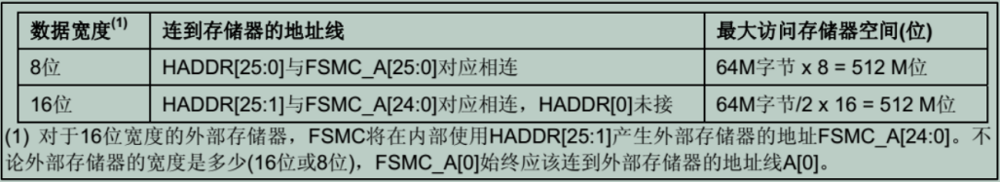 数据宽度(1) 连到存储器的地址线 最大访问存储器空间(位)
8位 HADDR[25:0]与FSMC_A[25:0]对应相连 64M字节 x 8 = 512 M位
16位 HADDR[25:1]与FSMC_A[24:0]对应相连，HADDR[0]未接 64M字节/2 x 16 = 512 M位
(1) 对于16位宽度的外部存储器，FSMC将在内部使用HADDR[25:1]产生外部存储器的地址FSMC_A[24:0]。不
论外部存储器的宽度是多少(16位或8位)，FSMC_A[0]始终应该连到外部存储器的地址线A[0]。